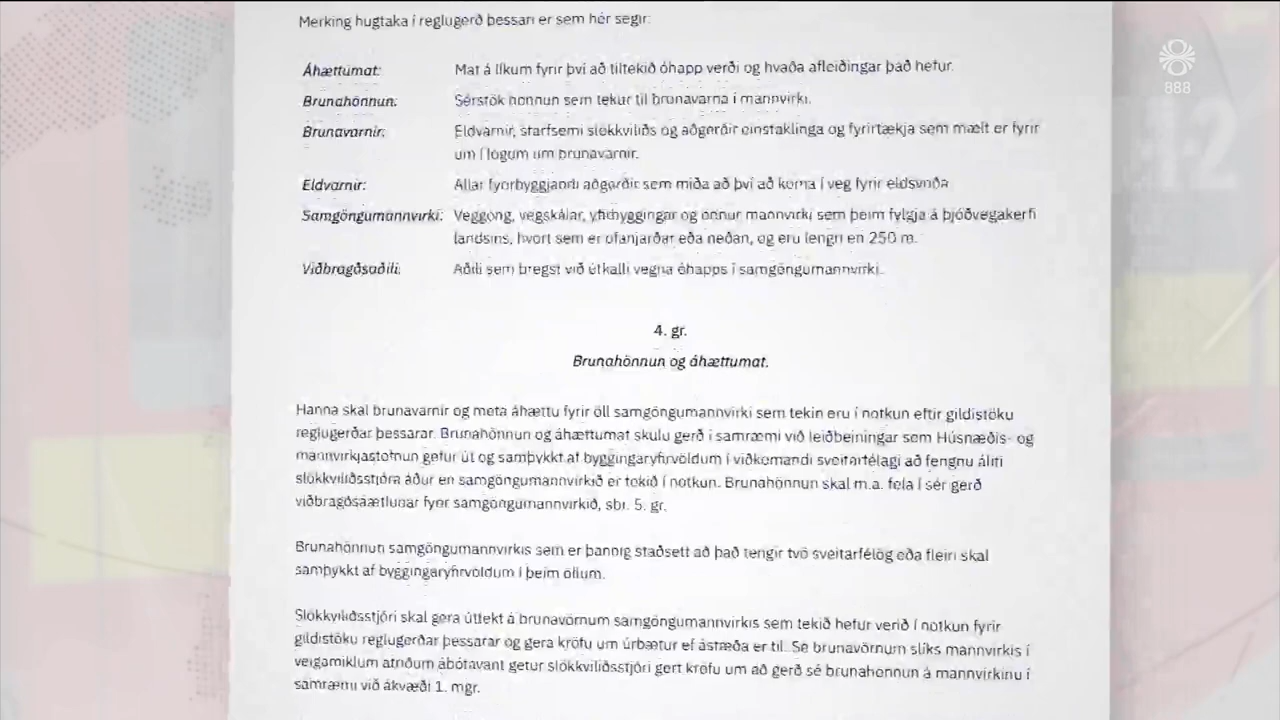 Merking hugtaka í reglugerð þessari er sem hér segir:
888
Áhættumat: Mat á líkum fyrir því að tiltekið óhapp verði og hvaða afleiðingar það hefur.
Brunahönnun: Sérstök hönnun sem tekur til brunavarna í mannvirki.
Brunavarnir: Eldvarnir, starfsemi slökkviliðs og aðgerðir einstaklinga og fyrirtækja sem mælt er fyrir
um í lögum um brunavarnir.
Eldvarnir: Allar fyrirbyggjandi aðgerðir sem miða að því að koma í veg fyrir eldsvoða
Samgöngumannvirki: Veggöng, vegskálar, yfirbyggingar og önnur mannvirki sem þeim fylgja á þjóðvegakerfi
landsins, hvort sem er ofanjarðar eða neðan, og eru lengri en 250 m.
Viðbragðsaðili: Aðili sem bregst við útkalli vegna óhapps í samgöngumannvirki.
4. gr.
Brunahönnun og áhættumat.
Hanna skal brunavarnir og meta áhættu fyrir öll samgöngumannvirki sem tekin eru í notkun eftir gildistöku
reglugerðar þessarar. Brunahönnun og áhættumat skulu gerð í samræmi við leiðbeiningar sem Húsnæðis- og
mannvirkjastofnun gefur út og samþykkt af byggingaryfirvöldum í viðkomandi sveitarfélagi að fengnu áliti
slökkviliðsstjóra áður en samgöngumannvirkið er tekið í notkun. Brunahönnun skal m.a. fela í sér gerð
viðbragðsáætlunar fyrir samgöngumannvirkið, sbr. 5. gr.
Brunahönnun samgöngumannvirkis sem er þannig staðsett að það tengir tvö sveitarfélög eða fleiri skal
samþykkt af byggingaryfirvöldum í þeim öllum.
Slökkviliðsstjóri skal gera úttekt á brunavörnum samgöngumannvirkis sem tekið hefur verið í notkun fyrir
gildistöku reglugerðar þessarar og gera kröfu um úrbætur ef ástæða er til. Sé brunavörnum slíks mannvirkis í
veigamiklum atriðum ábótavant getur slökkviliðsstjóri gert kröfu um að gerð sé brunahönnun á mannvirkinu í
samræmi við ákvæði 1. mgr.